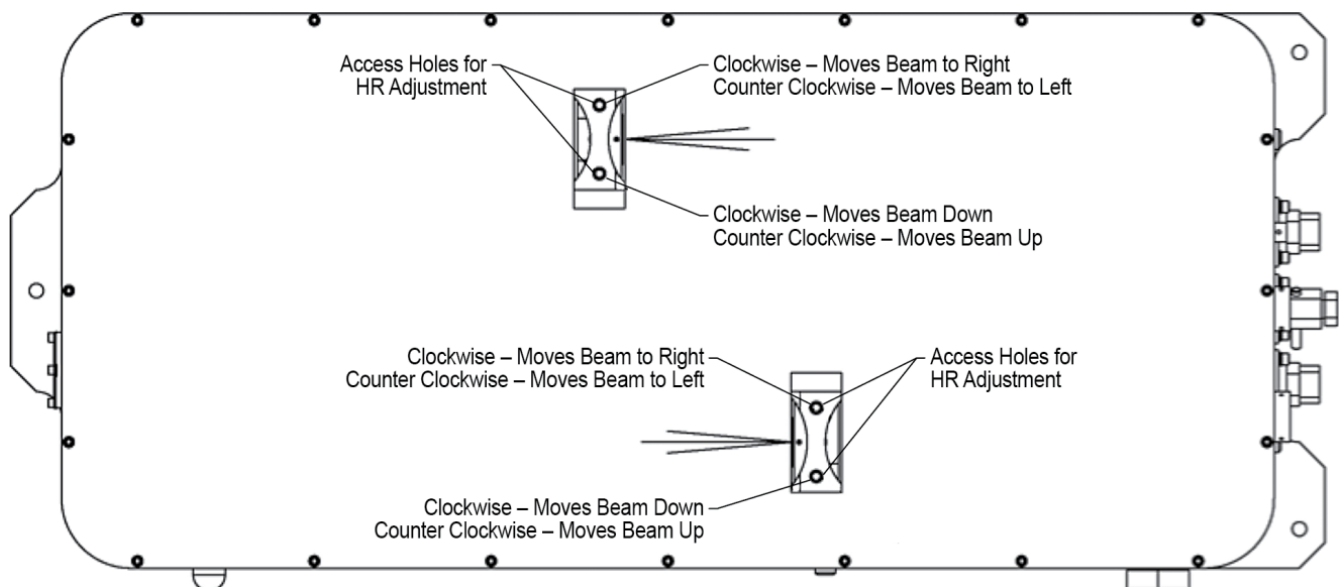 Access Holes for
HR Adjustment
Clockwise – Moves Beam to Right
Counter Clockwise – Moves Beam to Left
Clockwise – Moves Beam Down
Counter Clockwise – Moves Beam Up
Clockwise – Moves Beam to Right
Counter Clockwise – Moves Beam to Left
Access Holes for
HR Adjustment
Clockwise – Moves Beam Down
Counter Clockwise – Moves Beam Up